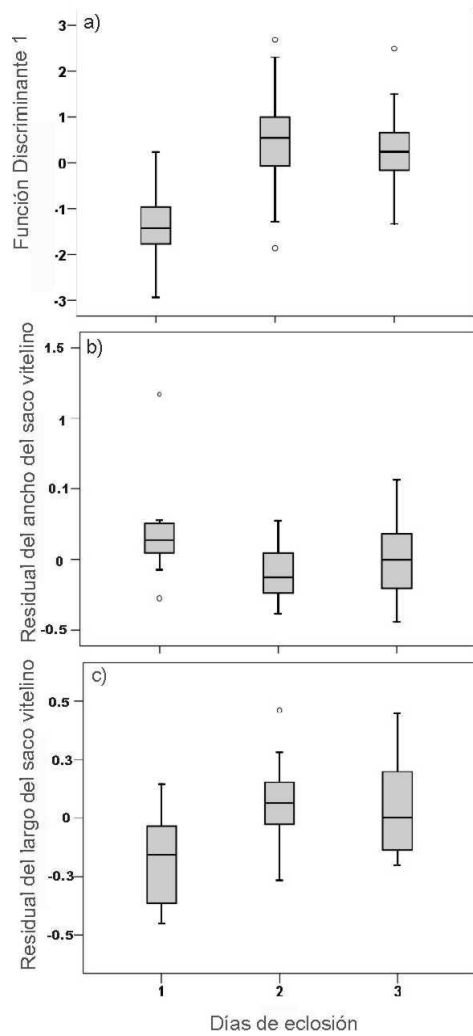 a)
Función Discriminante 1
3
2
1
0
-1
-2
-3
b)
Residual del ancho del saco vitelino
1.5
1
0.1
0
-0.5
c)
Residual del largo del saco vitelino
0.5
0.3
0
-0.3
-0.5
1 2 3
Días de eclosión